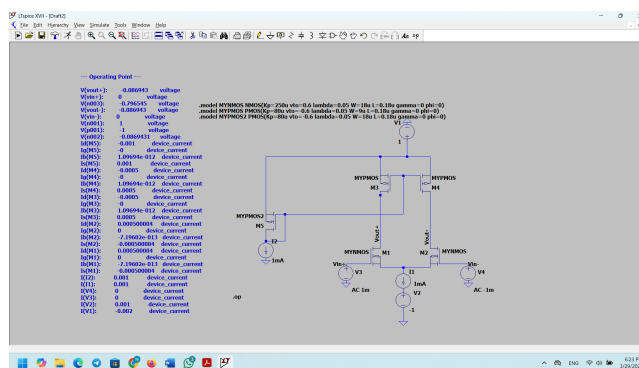 LTspice XVII - [Draft2]
File Edit Hierarchy View Simulate Tools Window Help
--- Operating Point ---
V(vout+): -0.086943 voltage
V(vin+): 0 voltage
V(n003): -0.796545 voltage
V(vout-): -0.086943 voltage
V(vin-): 0 voltage
V(n001): 1 voltage
V(p001): -1 voltage
V(n002): -0.0869431 voltage
Id(M5): -0.001 device_current
Ig(M5): -0 device_current
Ib(M5): 1.09694e-012 device_current
Is(M5): 0.001 device_current
Id(M4): -0.0005 device_current
Ig(M4): -0 device_current
Ib(M4): 1.09694e-012 device_current
Is(M4): 0.0005 device_current
Id(M3): -0.0005 device_current
Ig(M3): -0 device_current
Ib(M3): 1.09694e-012 device_current
Is(M3): 0.0005 device_current
Id(M2): 0.000500004 device_current
Ig(M2): 0 device_current
Ib(M2): -7.19602e-013 device_current
Is(M2): -0.000500004 device_current
Id(M1): 0.000500004 device_current
Ig(M1): 0 device_current
Ib(M1): -7.19602e-013 device_current
Is(M1): -0.000500004 device_current
I(I2): 0.001 device_current
I(I1): 0.001 device_current
I(V4): 0 device_current
I(V3): 0 device_current
I(V2): 0.001 device_current
I(V1): -0.002 device_current
.model MYNMOS NMOS(Kp=250u vto=0.6 lambda=0.05 W=18u L=0.18u gamma=0 phi=0)
.model MYPMOS PMOS(Kp=80u vto=-0.6 lambda=0.05 W=9u L=0.18u gamma=0 phi=0)
.model MYPMOS2 PMOS(Kp=80u vto=-0.6 lambda=0.05 W=18u L=0.18u gamma=0 phi=0)
V1
1
MYPMOS
M3
MYPMOS
M4
MYPMOS2
M5
I2
1mA
Vout+
Vout-
MYNMOS
M1
M2
MYNMOS
Vin+
V3
AC 1m
I1
1mA
V2
-1
Vin-
V4
AC -1m
.op
ENG
6:23 P